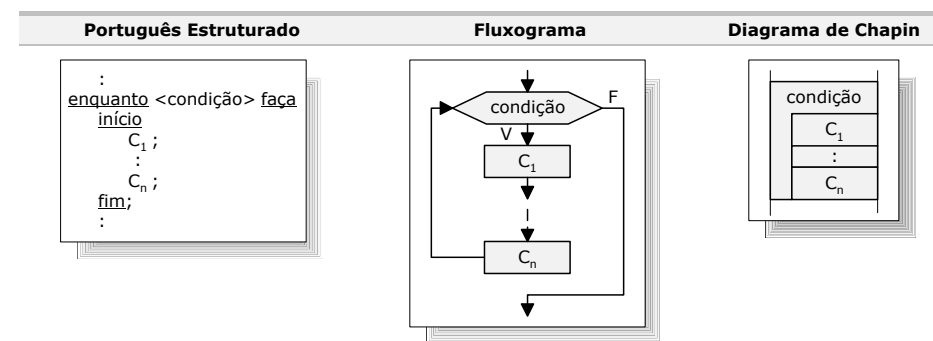 Português Estruturado
Fluxograma
Diagrama de Chapin
:
enquanto <condição> faça
início
C1 ;
:
Cn ;
fim;
:
condição
F
V
C1
Cn
condição
C1
:
Cn